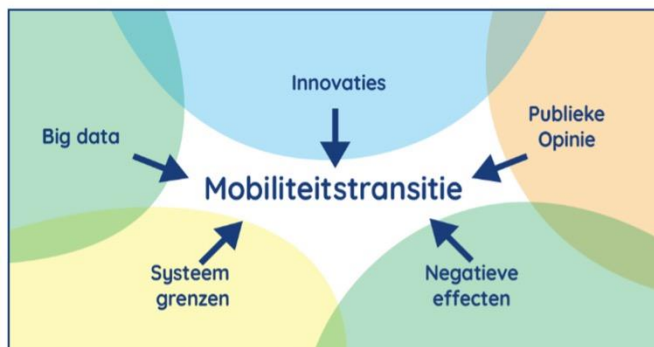 Innovaties
Big data
Publieke
Opinie
Mobiliteitstransitie
Systeem
grenzen
Negatieve
effecten